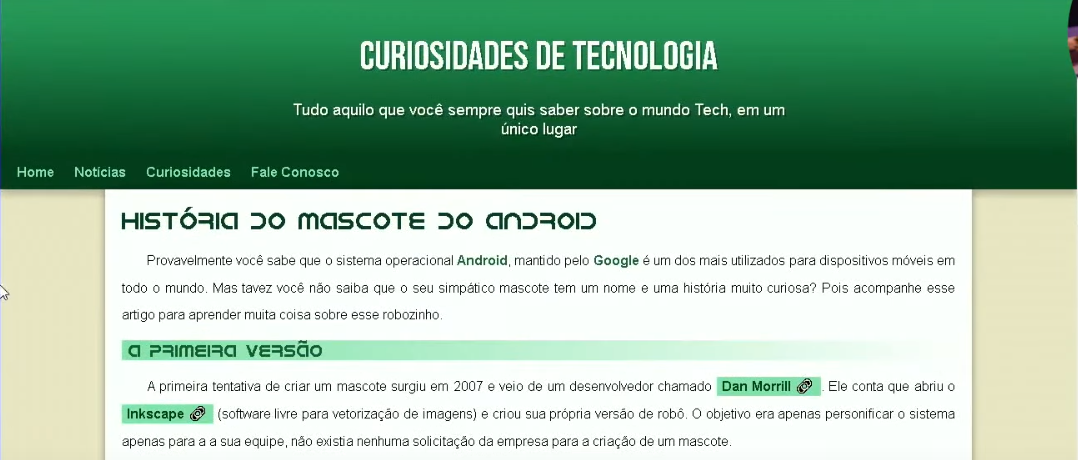 CURIOSIDADES DE TECNOLOGIA
Tudo aquilo que você sempre quis saber sobre o mundo Tech, em um
único lugar
Home Notícias Curiosidades Fale Conosco
HISTÓRIA DO MASCOTE DO ANDROID
Provavelmente você sabe que o sistema operacional Android, mantido pelo Google é um dos mais utilizados para dispositivos móveis em
todo o mundo. Mas tavez você não saiba que o seu simpático mascote tem um nome e uma história muito curiosa? Pois acompanhe esse
artigo para aprender muita coisa sobre esse robozinho.
A PRIMEIRA VERSÃO
A primeira tentativa de criar um mascote surgiu em 2007 e veio de um desenvolvedor chamado Dan Morrill. Ele conta que abriu o
Inkscape (software livre para vetorização de imagens) e criou sua própria versão de robô. O objetivo era apenas personificar o sistema
apenas para a a sua equipe, não existia nenhuma solicitação da empresa para a criação de um mascote.